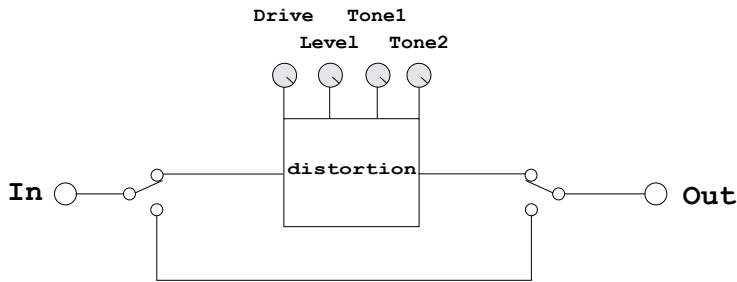 Drive Tone1
Level Tone2
distortion
In
Out